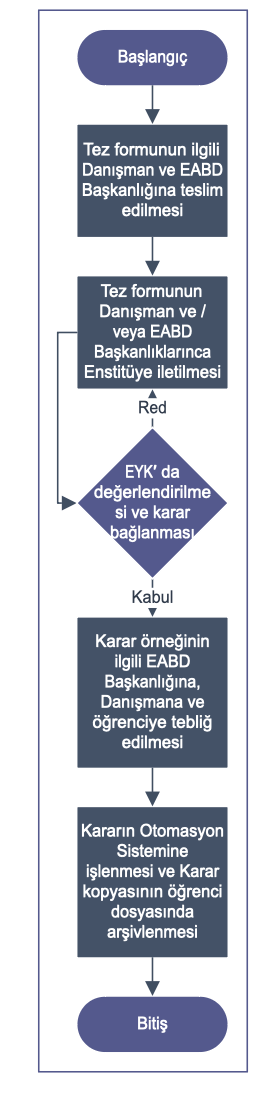 Başlangıç
Tez formunun ilgili
Danışman ve EABD
Başkanlığına teslim
edilmesi
Tez formunun
Danışman ve /
veya EABD
Başkanlıklarınca
Enstitüye iletilmesi
Red
EYK' da
değerlendirilme
si ve karar
bağlanması
Kabul
Karar örneğinin
ilgili EABD
Başkanlığına,
Danışmana ve
öğrenciye tebliğ
edilmesi
Kararın Otomasyon
Sistemine
işlenmesi ve Karar
kopyasının öğrenci
dosyasında
arşivlenmesi
Bitiş